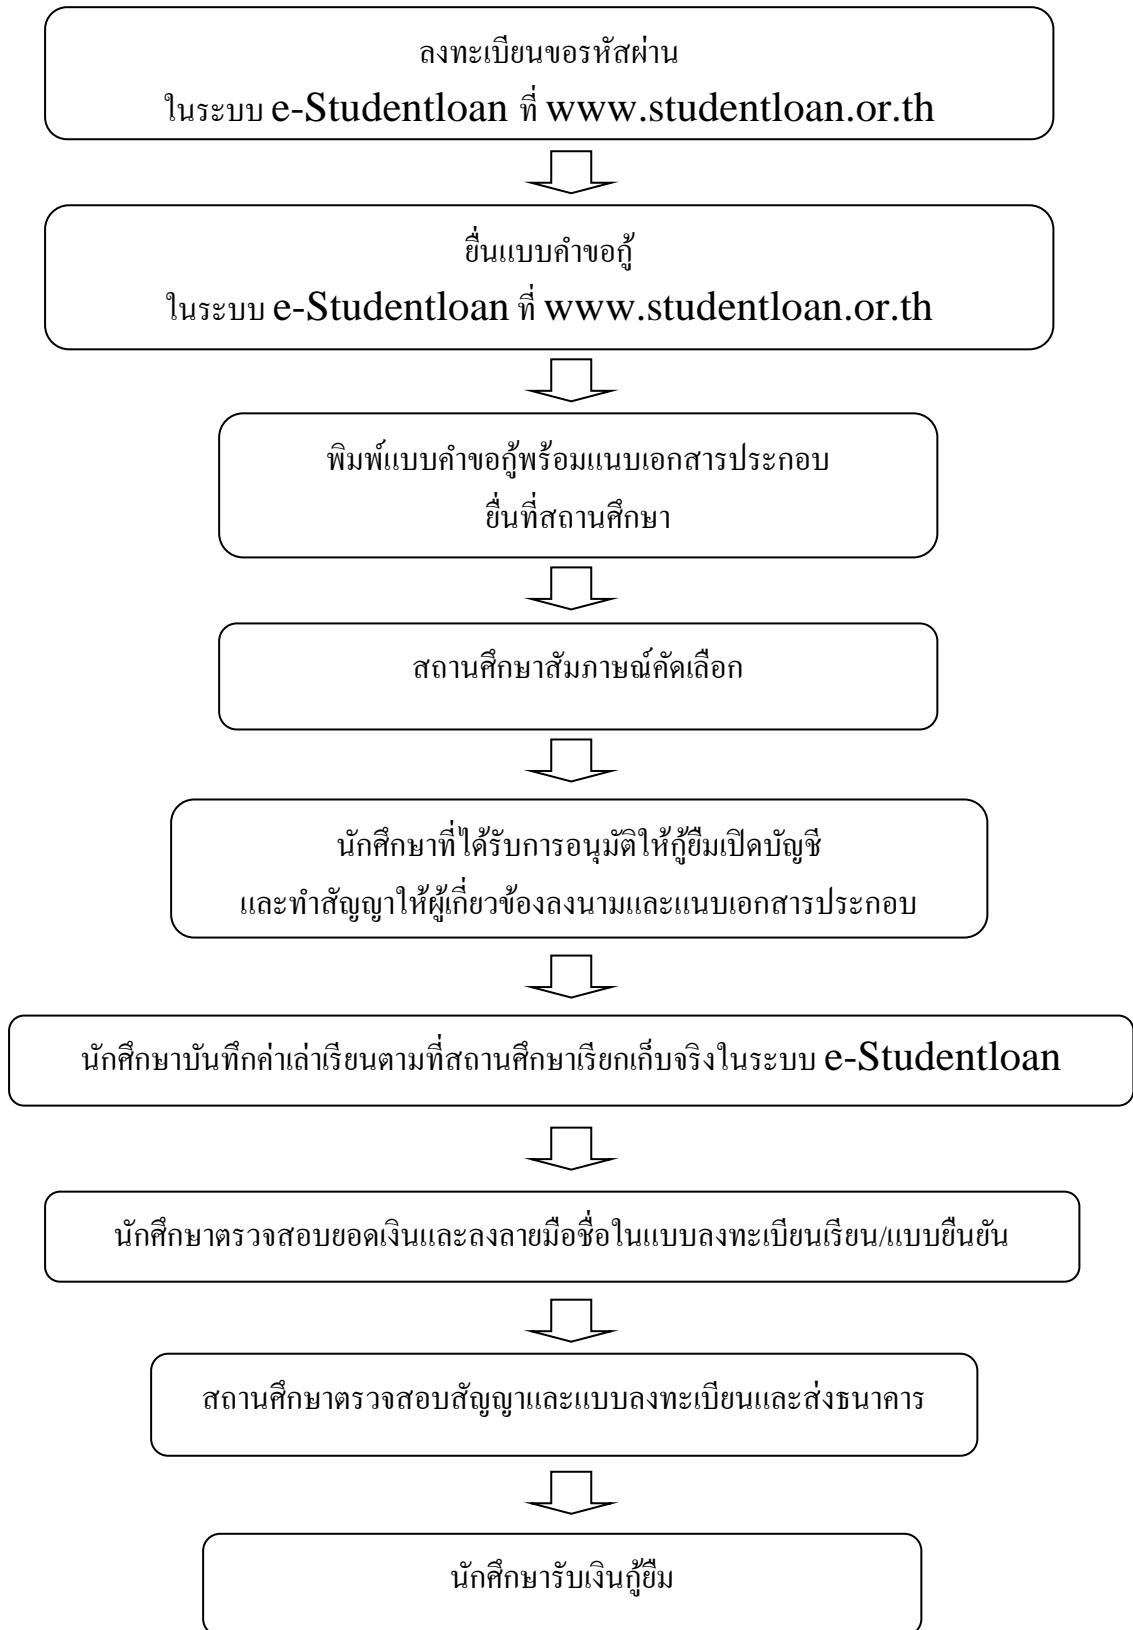 ลงทะเบียนขอรหัสผ่าน
ในระบบ e-Studentloan ที่ www.studentloan.or.th
ยื่นแบบคำขอกู้
ในระบบ e-Studentloan ที่ www.studentloan.or.th
พิมพ์แบบคำขอกู้พร้อมแนบเอกสารประกอบ
ยื่นที่สถานศึกษา
สถานศึกษาสัมภาษณ์คัดเลือก
นักศึกษาที่ได้รับการอนุมัติให้กู้ยืมเปิดบัญชี
และทำสัญญาให้ผู้เกี่ยวข้องลงนามและแนบเอกสารประกอบ
นักศึกษาบันทึกค่าเล่าเรียนตามที่สถานศึกษาเรียกเก็บจริงในระบบ e-Studentloan
นักศึกษาตรวจสอบยอดเงินและลงลายมือชื่อในแบบลงทะเบียนเรียน/แบบยืนยัน
สถานศึกษาตรวจสอบสัญญาและแบบลงทะเบียนและส่งธนาคาร
นักศึกษารับเงินกู้ยืม